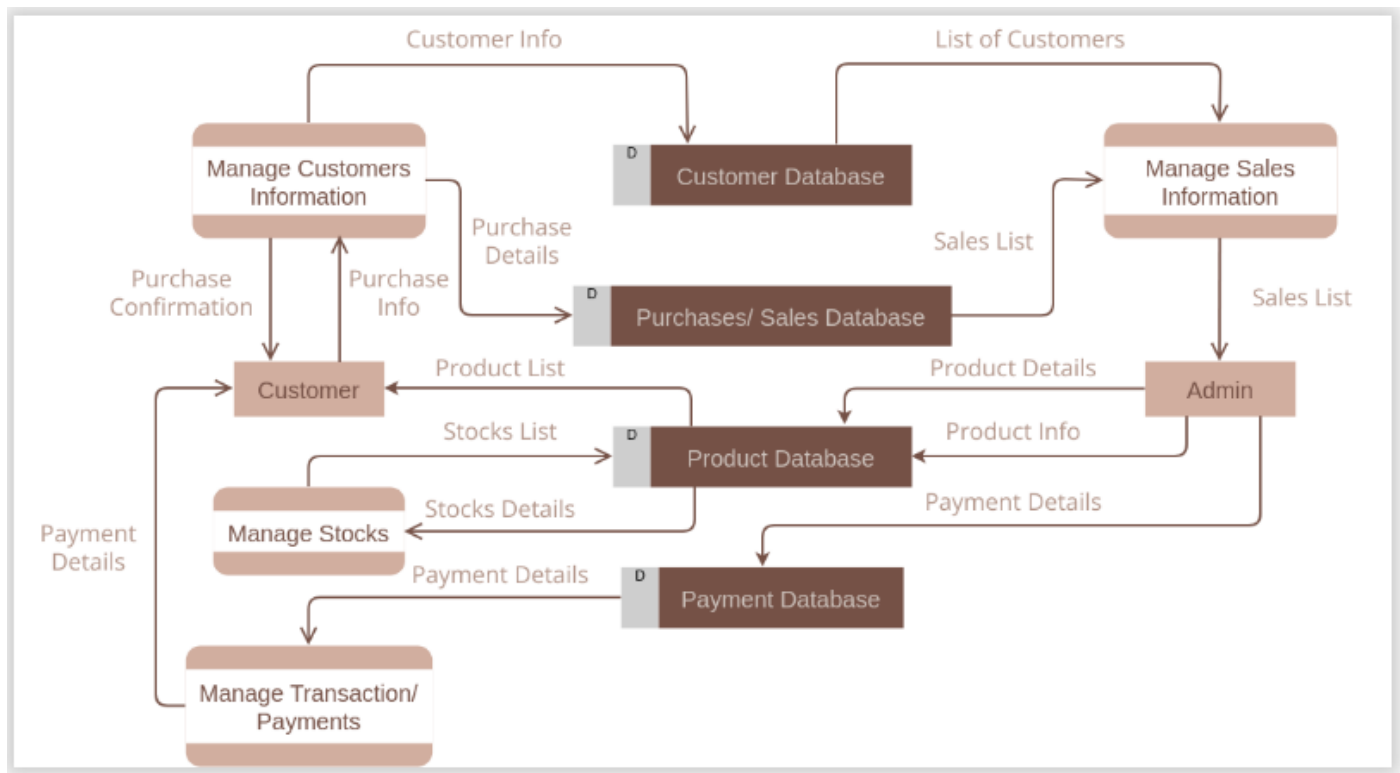 Customer Info
List of Customers
D
Customer Database
Manage Customers
Information
Manage Sales
Information
Purchase
Details
Sales List
Purchase
Confirmation
Purchase
Info
D
Purchases/ Sales Database
Sales List
Customer
Product List
Product Details
Admin
Stocks List
D
Product Database
Product Info
Manage Stocks
Stocks Details
Payment Details
Payment
Details
Payment Details
D
Payment Database
Manage Transaction/
Payments